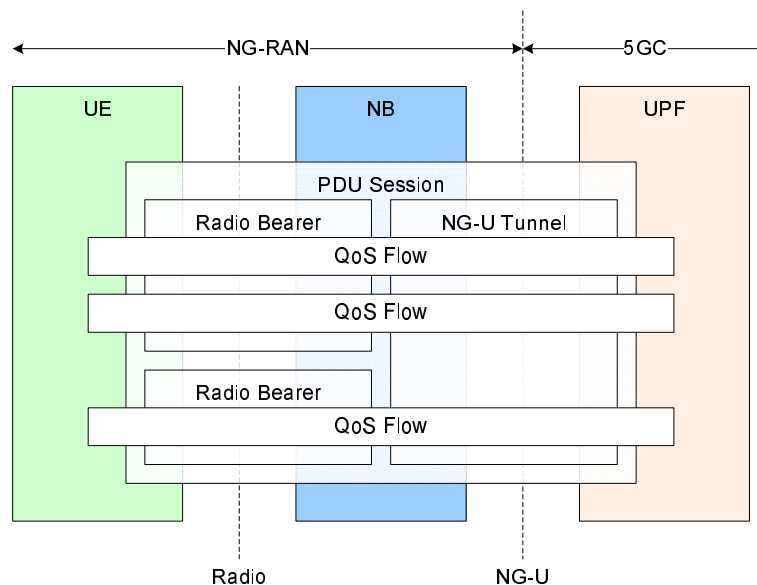 NG-RAN 5GC
UE NB UPF
PDU Session
Radio Bearer NG-U Tunnel
QoS Flow
QoS Flow
Radio Bearer
QoS Flow
Radio NG-U